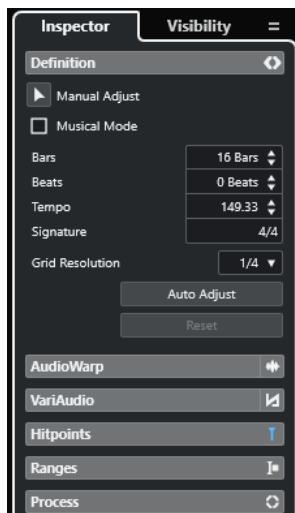 Inspector Visibility
Definition
Manual Adjust
Musical Mode
Bars 16 Bars
Beats 0 Beats
Tempo 149.33
Signature 4/4
Grid Resolution 1/4
Auto Adjust
Reset
AudioWarp
VariAudio
Hitpoints
Ranges
Process